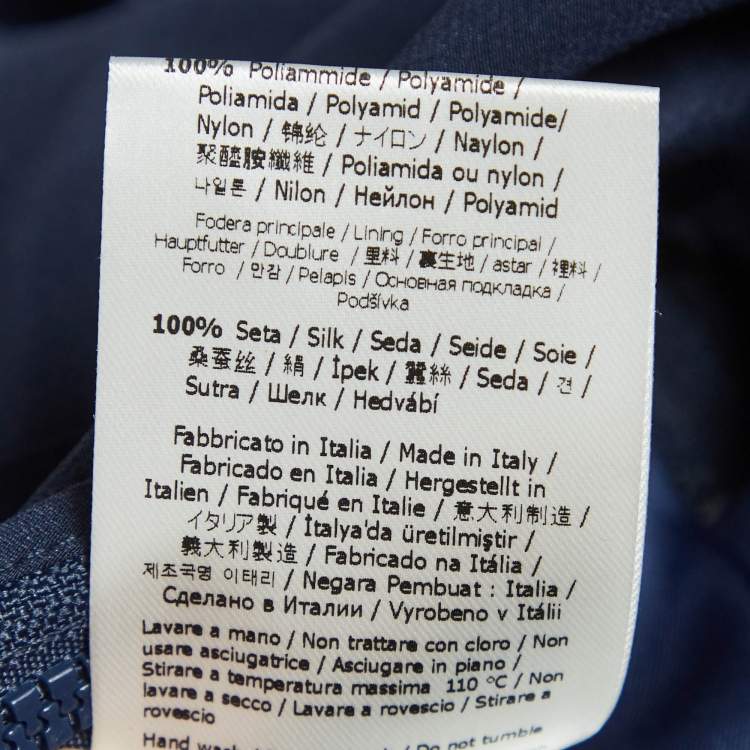 100% Poliammide / Polyamide /
Poliamida / Polyamid / Polyamide/
Nylon / 锦纶 / ナイロン / Naylon /
聚醯胺纖維 / Poliamida ou nylon /
나일론 / Nilon / Нейлон / Polyamid
Fodera principale / Lining / Forro principal /
Hauptfutter / Doublure / 里料 / 裏生地 / astar / 裡料 /
Forro / 안감 / Pelapis / Основная подкладка /
Podšívka
100% Seta / Silk / Seda / Seide / Soie /
桑蚕丝 / 絹 / İpek / 蠶絲 / Seda / 견 /
Sutra / Шелк / Hedvábí
Fabbricato in Italia / Made in Italy /
Fabricado en Italia / Hergestellt in
Italien / Fabriqué en Italie / 意大利制造 /
イタリア製 / İtalya'da üretilmiştir /
義大利製造 / Fabricado na Itália /
제조국명 이태리 / Negara Pembuat : Italia /
Сделано в Италии / Vyrobeno v Itálii
Lavare a mano / Non trattare con cloro / Non
usare asciugatrice / Asciugare in piano /
Stirare a temperatura massima 110 °C / Non
lavare a secco / Lavare a rovescio / Stirare a
rovescio
Hand wash / Do not tumble